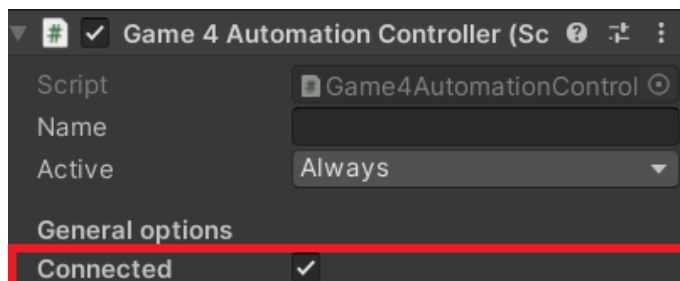 Game 4 Automation Controller (Sc
Script Game4AutomationControl
Name
Active Always
General options
Connected